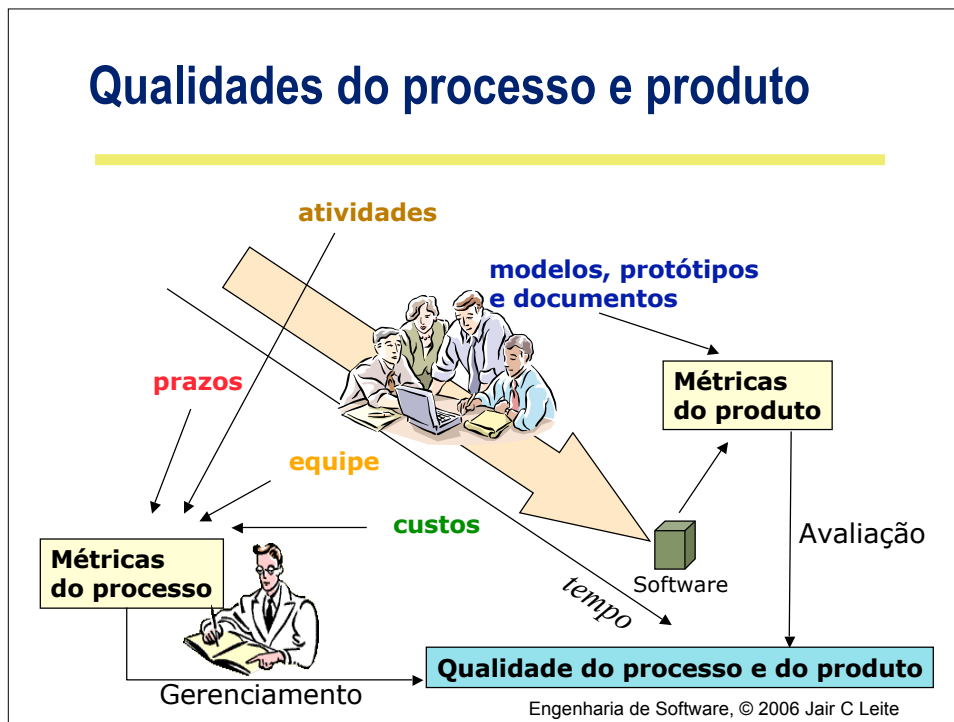 Qualidades do processo e produto
atividades
modelos, protótipos
e documentos
prazos
Métricas
do produto
equipe
custos
Avaliação
Métricas
do processo
Software
tempo
Qualidade do processo e do produto
Gerenciamento
Engenharia de Software, © 2006 Jair C Leite